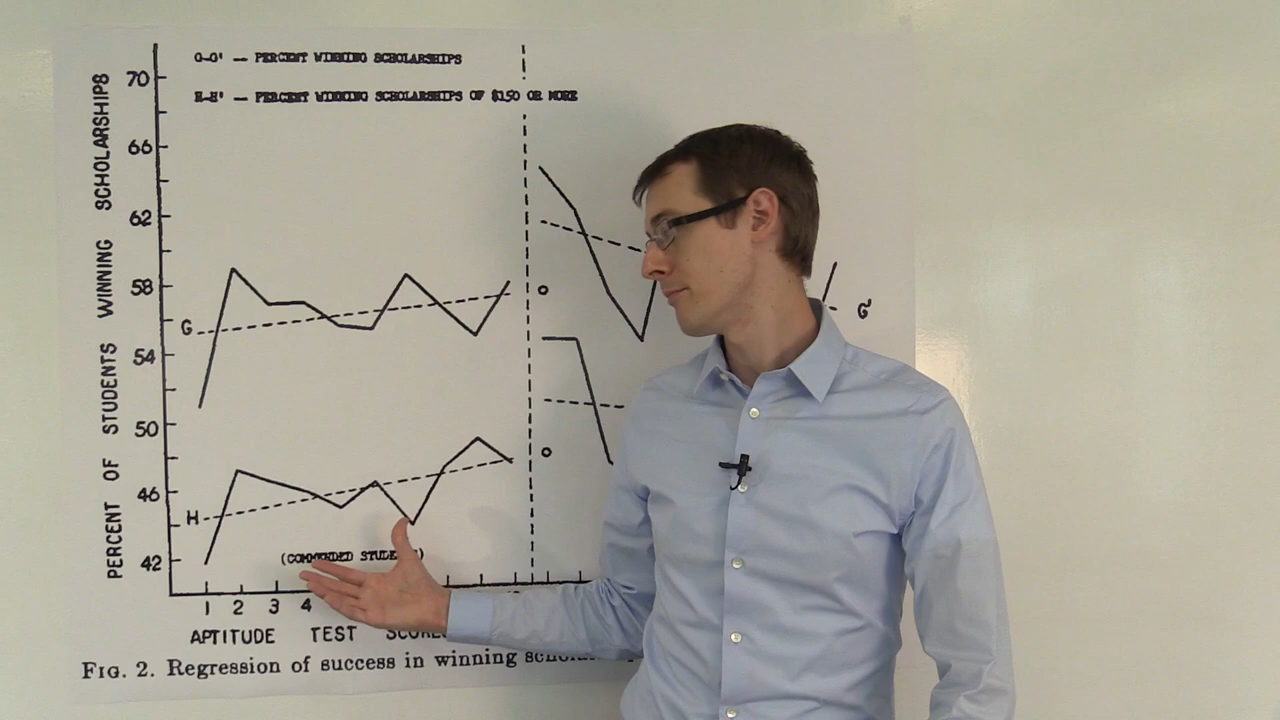 G-G' — PERCENT WINNING SCHOLARSHIPS
H-H' — PERCENT WINNING SCHOLARSHIPS OF $150 OR MORE
PERCENT OF STUDENTS WINNING SCHOLARSHIPS
70
66
62
58
54
50
46
42
G
G'
H
(COMMENDED
1 2 3 4
APTITUDE TEST
FIG. 2. Regression of success in winning